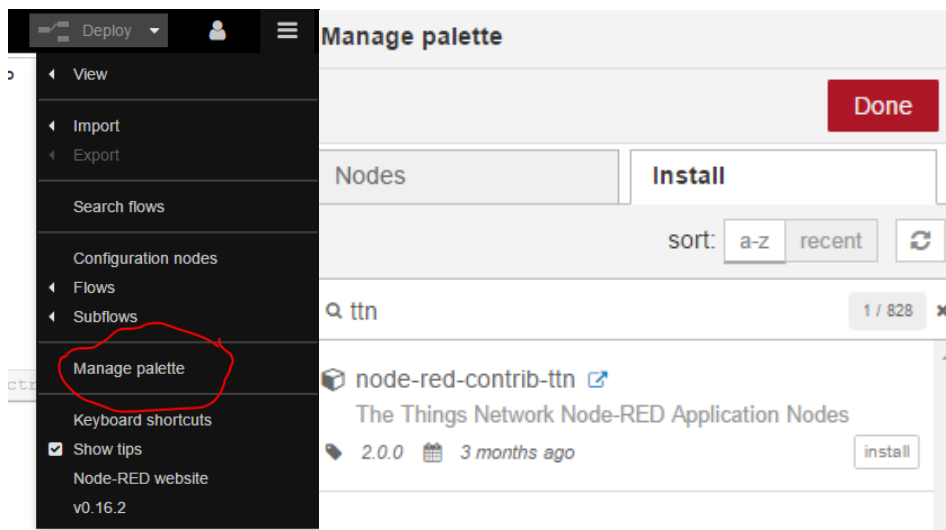 Deploy
View
Import
Export
Search flows
Configuration nodes
Flows
Subflows
Manage palette
Keyboard shortcuts
Show tips
Node-RED website
v0.16.2
Manage palette
Done
Nodes
Install
sort: a-z recent
ttn
1 / 828
node-red-contrib-ttn
The Things Network Node-RED Application Nodes
2.0.0 3 months ago
install